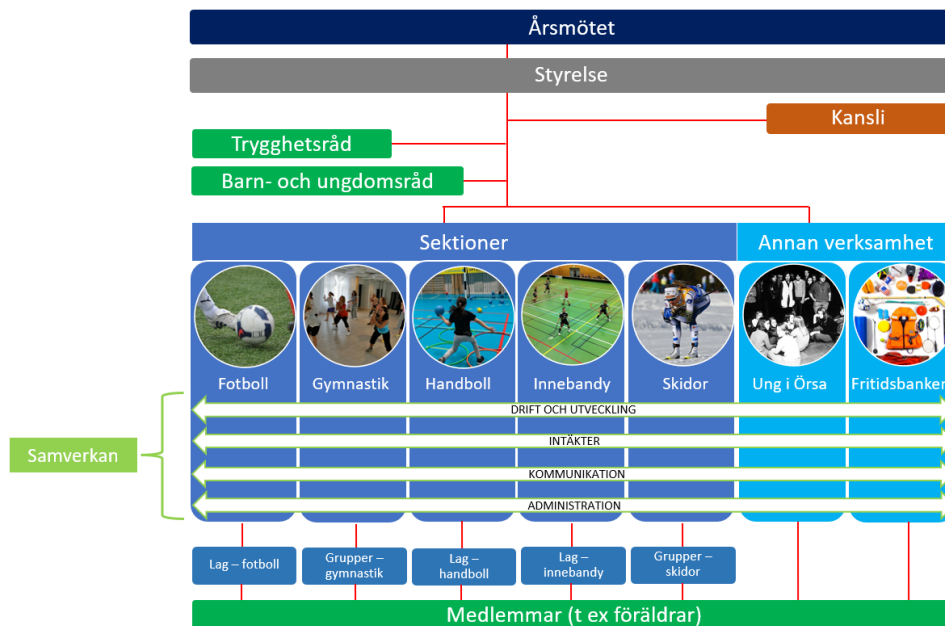 Årsmötet
Styrelse
Kansli
Trygghetsråd
Barn- och ungdomsråd
Sektioner
Annan verksamhet
Fotboll
Gymnastik
Handboll
Innebandy
Skidor
Ung i Örsa
Fritidsbanken
DRIFT OCH UTVECKLING
INTÄKTER
Samverkan
KOMMUNIKATION
ADMINISTRATION
Lag – fotboll
Grupper –
gymnastik
Lag –
handboll
Lag –
innebandy
Grupper –
skidor
Medlemmar (t ex föräldrar)